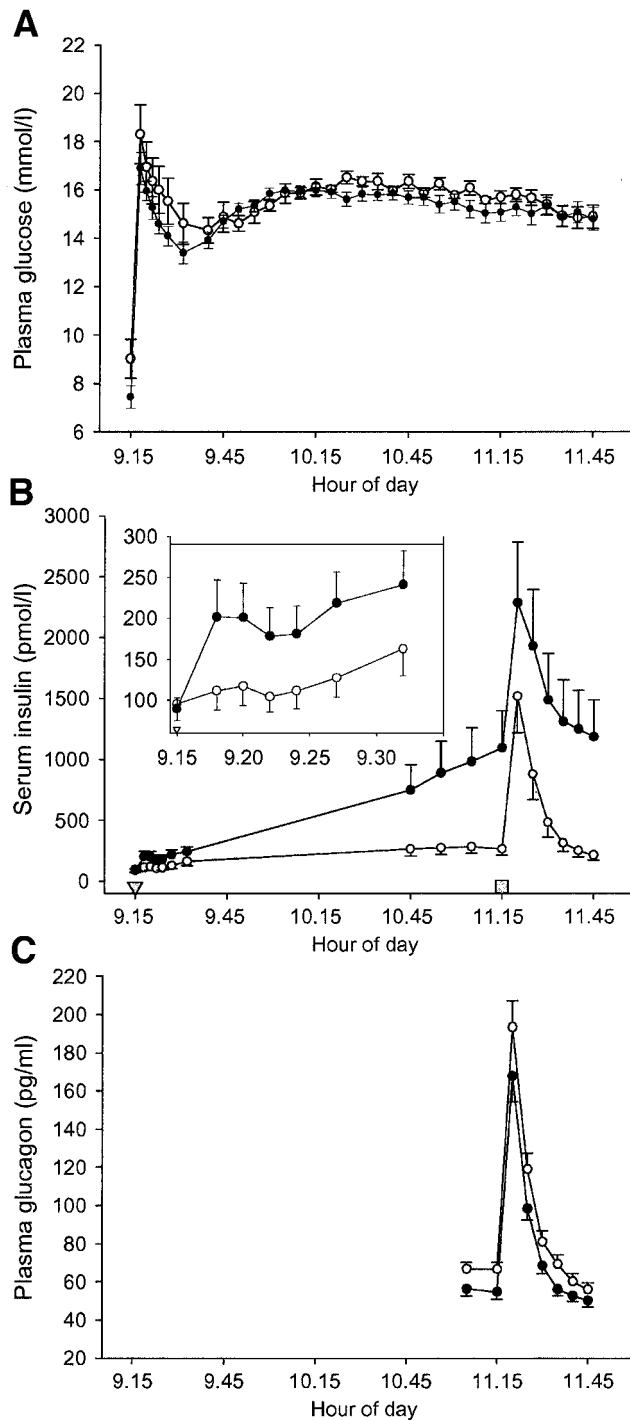 A
Plasma glucose (mmol/l)
22
20
18
16
14
12
10
8
6
9.15 9.45 10.15 10.45 11.15 11.45
Hour of day
B
Serum insulin (pmol/l)
3000
2500
2000
1500
1000
500
0
300
250
200
150
100
9.15 9.20 9.25 9.30
9.15 9.45 10.15 10.45 11.15 11.45
Hour of day
C
Plasma glucagon (pg/ml)
220
200
180
160
140
120
100
80
60
40
20
9.15 9.45 10.15 10.45 11.15 11.45
Hour of day